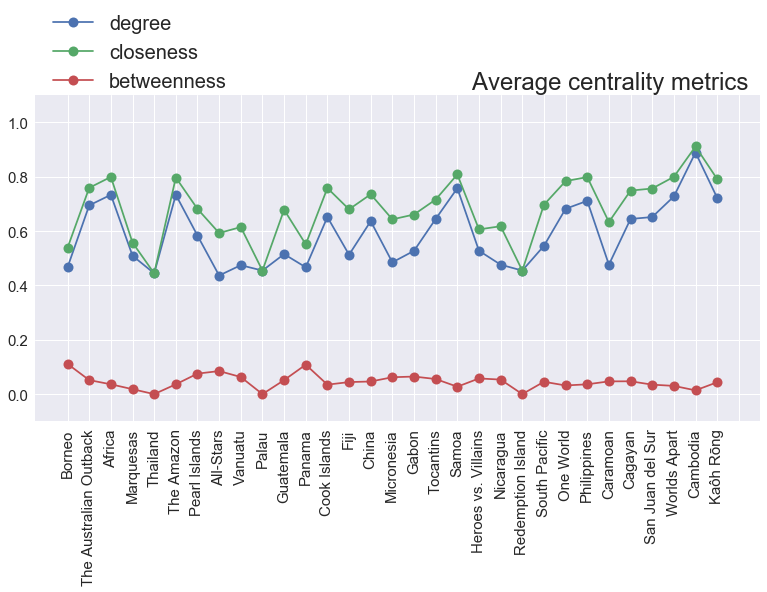 degree
closeness
betweenness
Average centrality metrics
1.0
0.8
0.6
0.4
0.2
0.0
Borneo
The Australian Outback
Africa
Marquesas
Thailand
The Amazon
Pearl Islands
All-Stars
Vanuatu
Palau
Guatemala
Panama
Cook Islands
Fiji
China
Micronesia
Gabon
Tocantins
Samoa
Heroes vs. Villains
Nicaragua
Redemption Island
South Pacific
One World
Philippines
Caramoan
Cagayan
San Juan del Sur
Worlds Apart
Cambodia
Kaôh Rōng